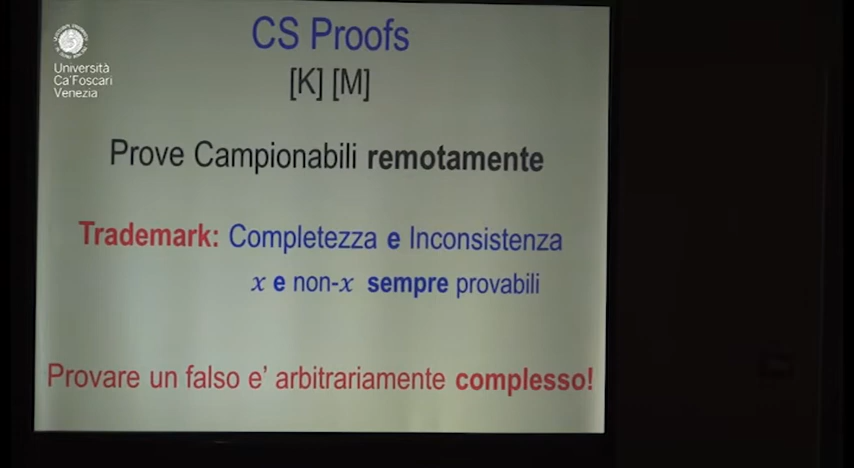 CS Proofs
Università
Ca'Foscari
Venezia
[K] [M]
Prove Campionabili remotamente
Trademark: Completezza e Inconsistenza
x e non-x sempre provabili
Provare un falso e' arbitrariamente complesso!